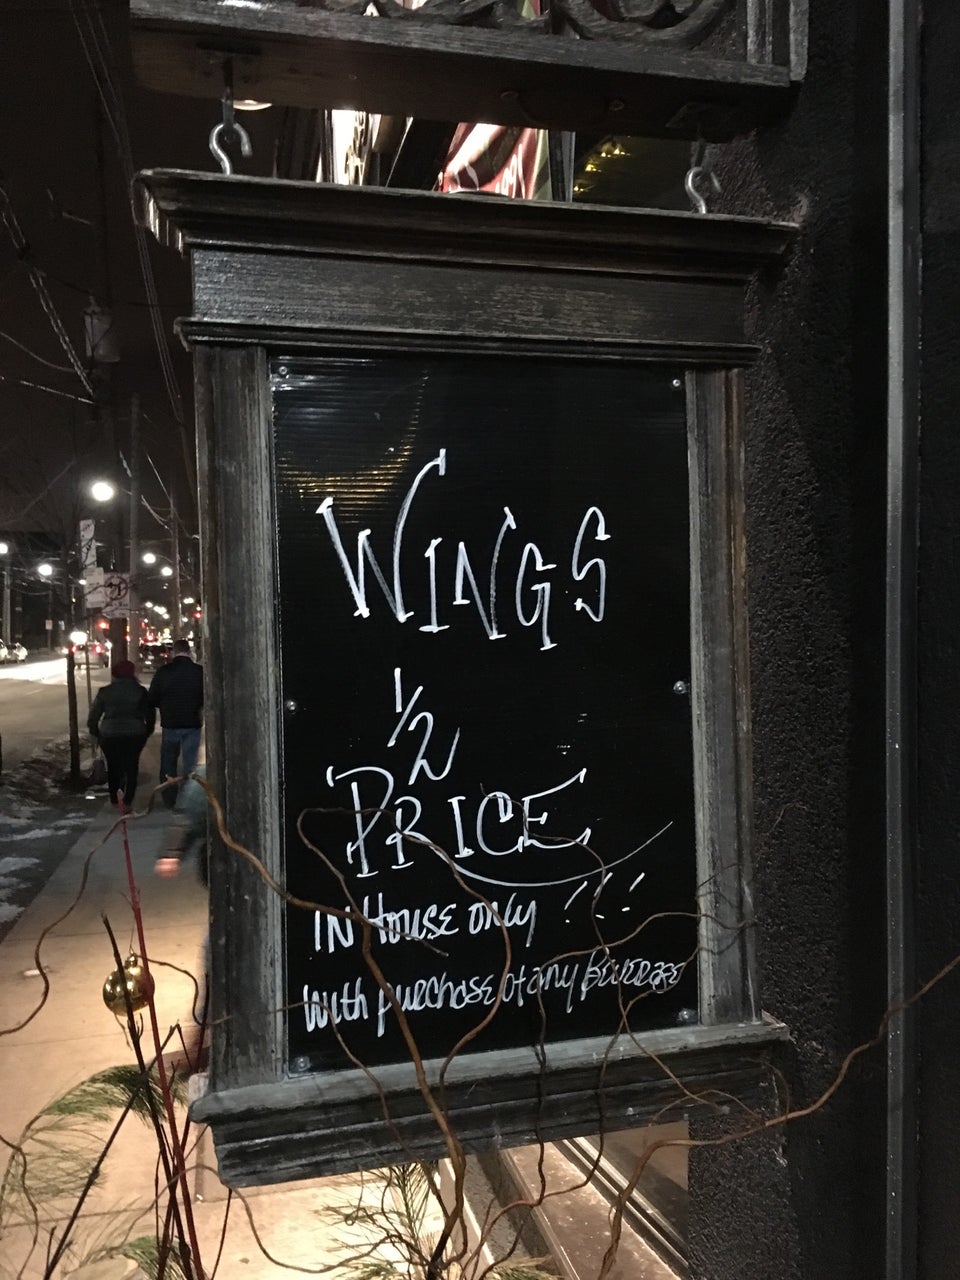 WINGS
1/2
PRICE
IN House only !!!
With purchase of any Beverage